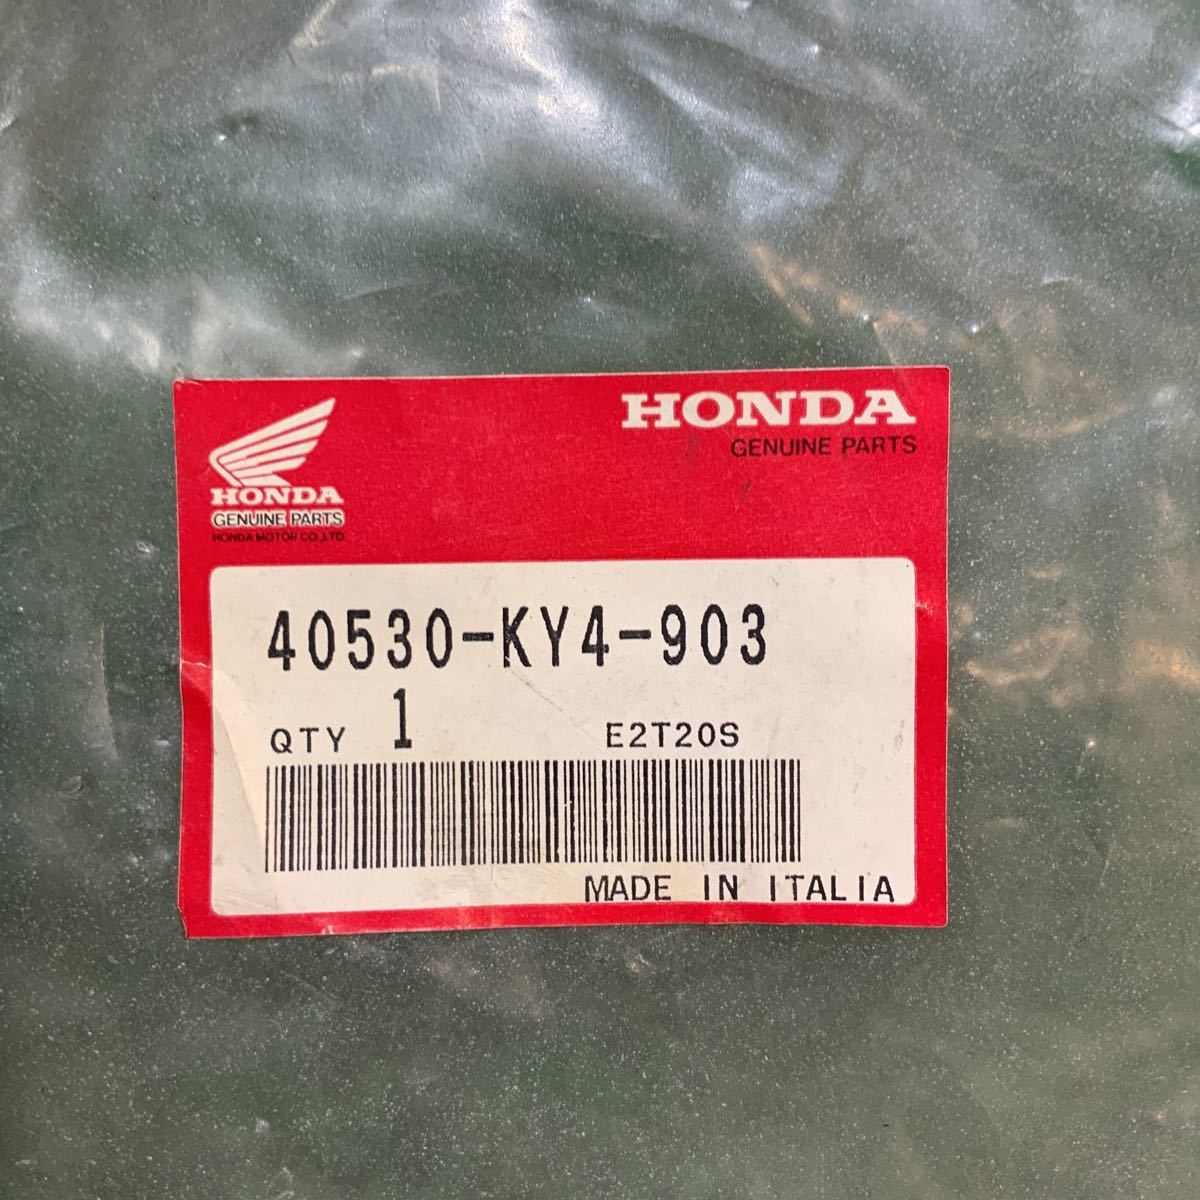 HONDA
GENUINE PARTS
HONDA
GENUINE PARTS
HONDA MOTOR CO.,LTD.
40530-KY4-903
QTY 1 E2T20S
MADE IN ITALIA